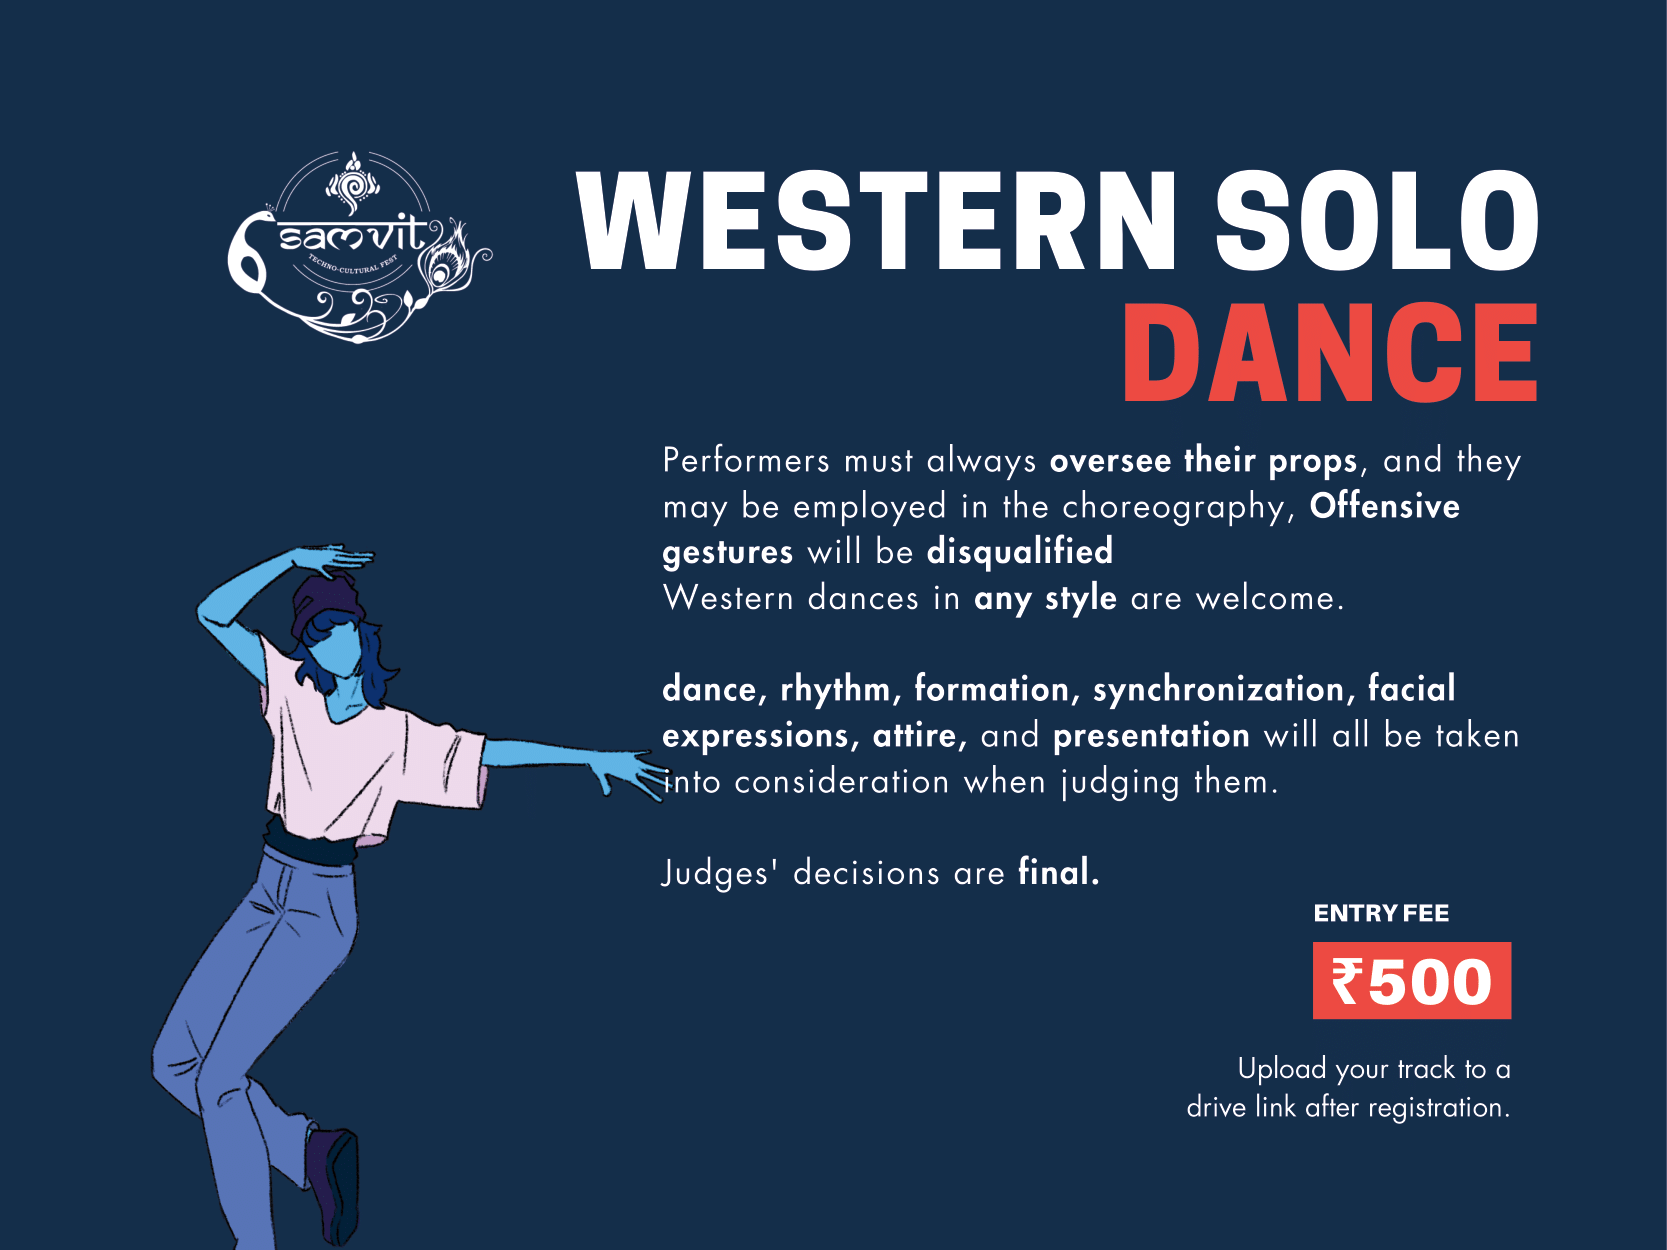 samvit
TECHNO-CULTURAL FEST
WESTERN SOLO
DANCE
Performers must always oversee their props, and they
may be employed in the choreography, Offensive
gestures will be disqualified
Western dances in any style are welcome.
dance, rhythm, formation, synchronization, facial
expressions, attire, and presentation will all be taken
into consideration when judging them.
Judges' decisions are final.
ENTRY FEE
₹500
Upload your track to a
drive link after registration.